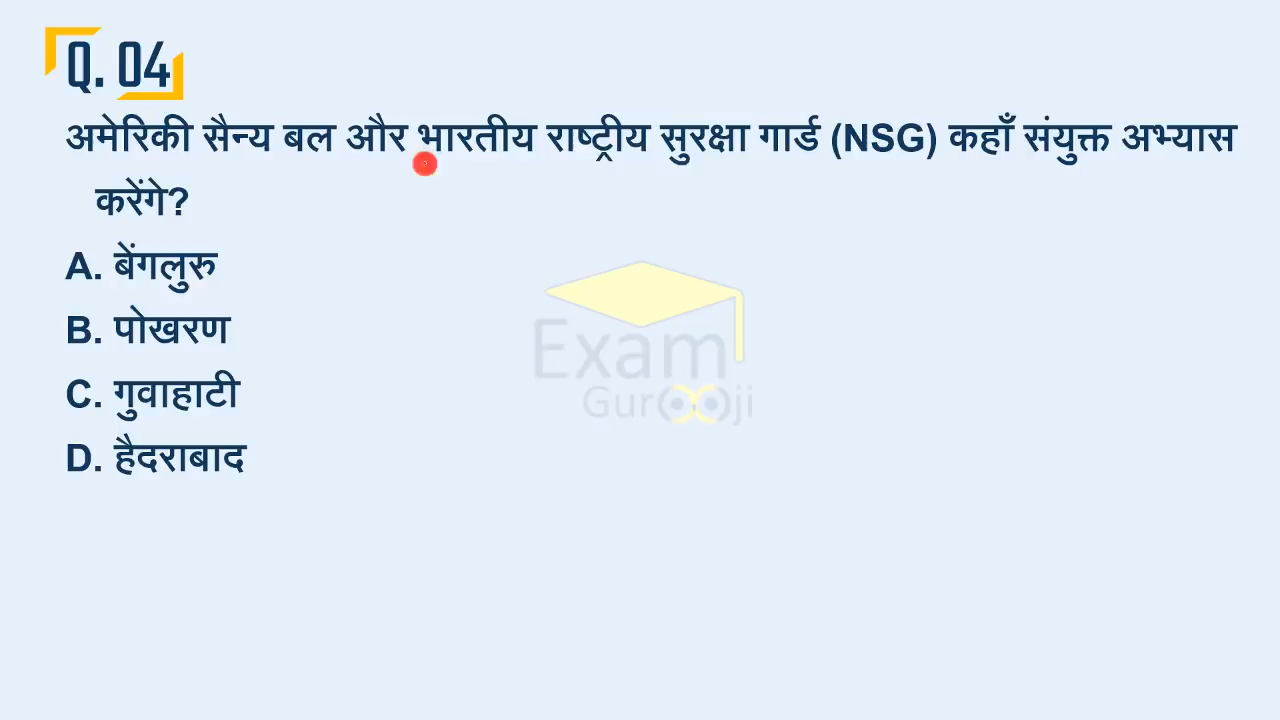 Q. 04
अमेरिकी सैन्य बल और भारतीय राष्ट्रीय सुरक्षा गार्ड (NSG) कहाँ संयुक्त अभ्यास
करेंगे?
A. बेंगलुरु
B. पोखरण
C. गुवाहाटी
D. हैदराबाद
Exam
Gurooji